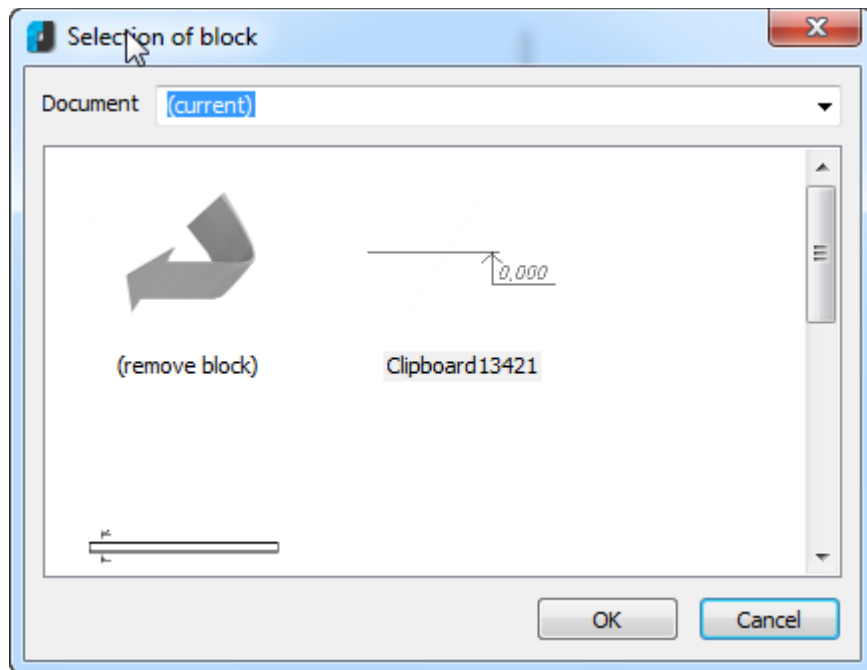 Selection of block
Document (current)
0,000
(remove block)
Clipboard13421
OK
Cancel